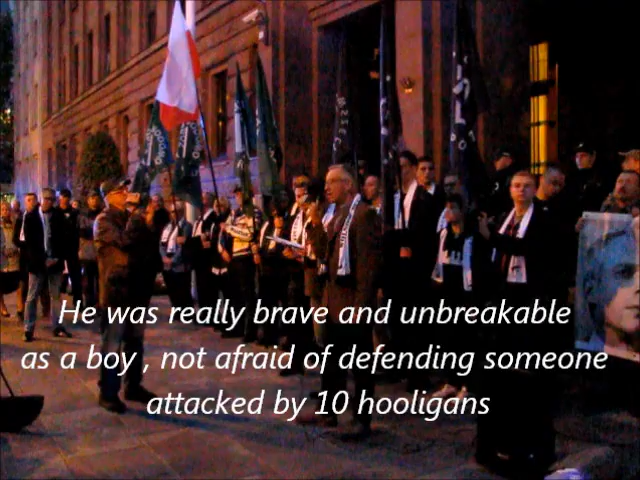 He was really brave and unbreakable
as a boy , not afraid of defending someone
attacked by 10 hooligans